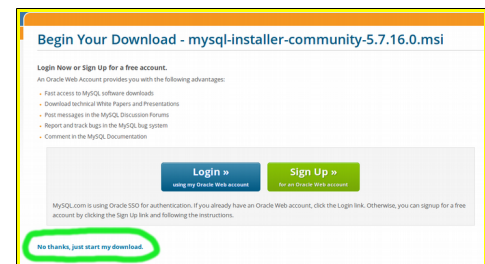 Begin Your Download - mysql-installer-community-5.7.16.0.msi
Login Now or Sign Up for a free account.
An Oracle Web Account provides you with the following advantages:
Fast access to MySQL software downloads
Download technical White Papers and Presentations
Post messages in the MySQL Discussion Forums
Report and track bugs in the MySQL bug system
Comment in the MySQL Documentation
Login »
using my Oracle Web account
Sign Up »
for an Oracle Web account
MySQL.com is using Oracle SSO for authentication. If you already have an Oracle Web account, click the Login link. Otherwise, you can signup for a free
account by clicking the Sign Up link and following the instructions.
No thanks, just start my download.